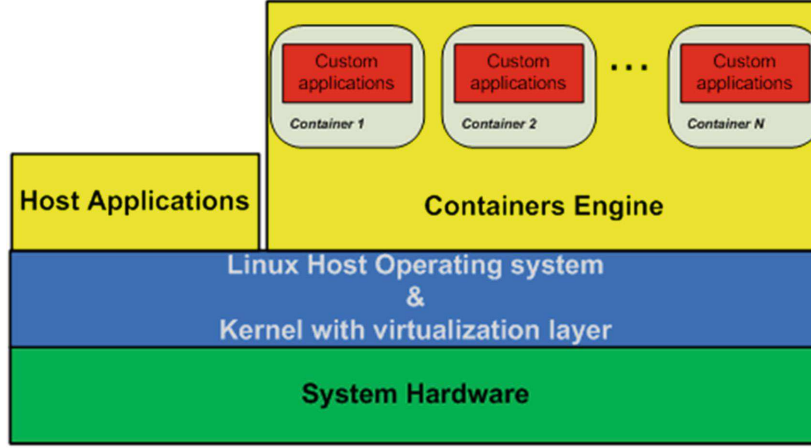 Custom
applications
Container 1
Custom
applications
Container 2
...
Custom
applications
Container N
Host Applications
Containers Engine
Linux Host Operating system
&
Kernel with virtualization layer
System Hardware